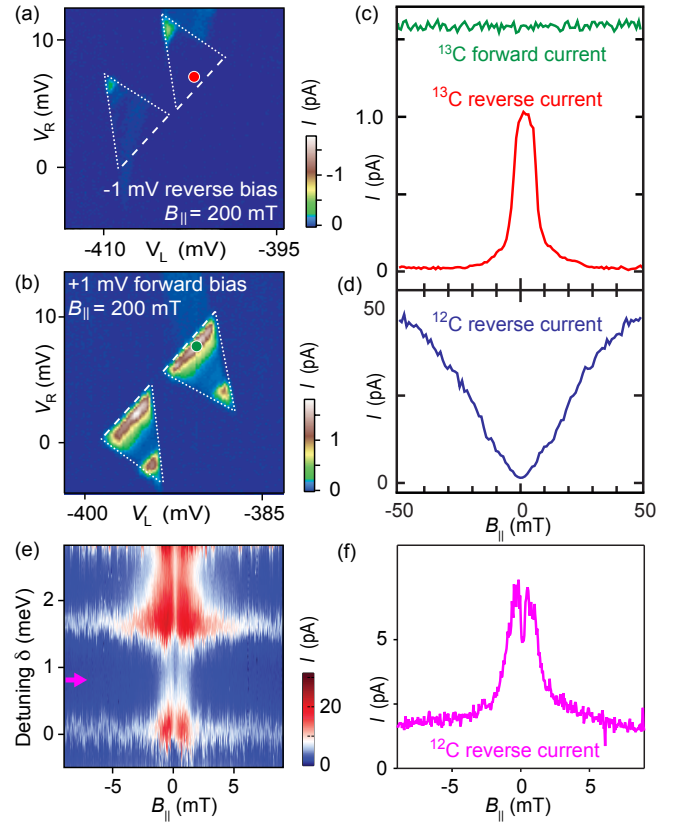 (a)
10
V_R (mV)
0
-1 mV reverse bias
B_|| = 200 mT
-410 V_L (mV) -395
I (pA)
-1
0
(b)
+1 mV forward bias
B_|| = 200 mT
10
V_R (mV)
0
-400 V_L (mV) -385
I (pA)
1
0
(c)
¹³C forward current
¹³C reverse current
1.0
I (pA)
0
(d)
50
¹²C reverse current
I (pA)
0
-50 0 50
B_|| (mT)
(e)
2
1
0
Detuning δ (meV)
-5 0 5
B_|| (mT)
I (pA)
20
0
(f)
5
I (pA)
0
¹²C reverse current
-5 0 5
B_|| (mT)